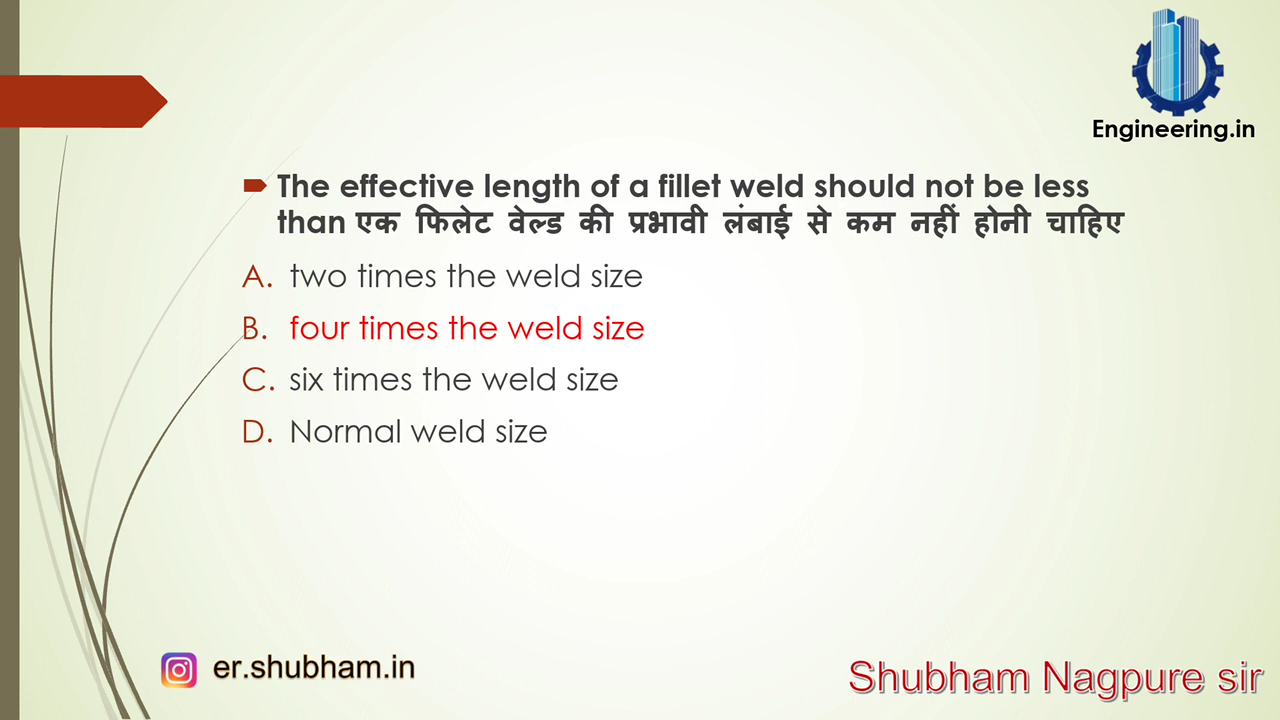 Engineering.in
The effective length of a fillet weld should not be less
than एक फिलेट वेल्ड की प्रभावी लंबाई से कम नहीं होनी चाहिए
A. two times the weld size
B. four times the weld size
C. six times the weld size
D. Normal weld size
er.shubham.in
Shubham Nagpure sir